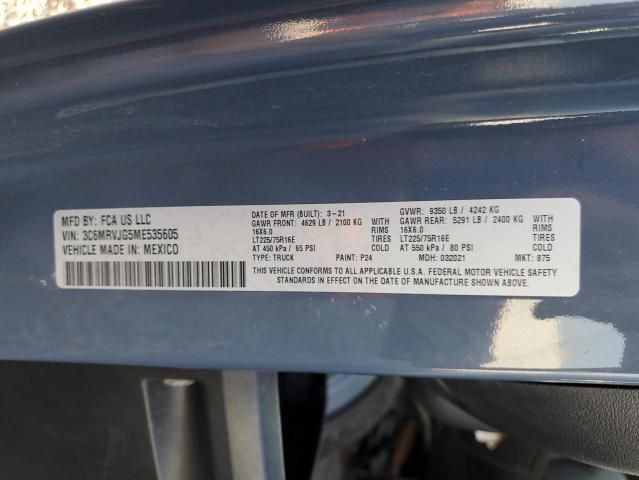 MFD BY: FCA US LLC
VIN: 3C6MRVJG5ME535605
VEHICLE MADE IN: MEXICO
DATE OF MFR (BUILT): 3-21 GVWR: 9350 LB / 4242 KG
GAWR FRONT: 4629 LB / 2100 KG WITH GAWR REAR: 5291 LB / 2400 KG WITH
16X6.0 RIMS 16X6.0 RIMS
LT225/75R16E TIRES LT225/75R16E TIRES
AT 450 kPa / 65 PSI COLD AT 550 kPa / 80 PSI COLD
TYPE: TRUCK PAINT: P24 MDH: 032021 MKT: 875
THIS VEHICLE CONFORMS TO ALL APPLICABLE U.S.A. FEDERAL MOTOR VEHICLE SAFETY
STANDARDS IN EFFECT ON THE DATE OF MANUFACTURE SHOWN ABOVE.